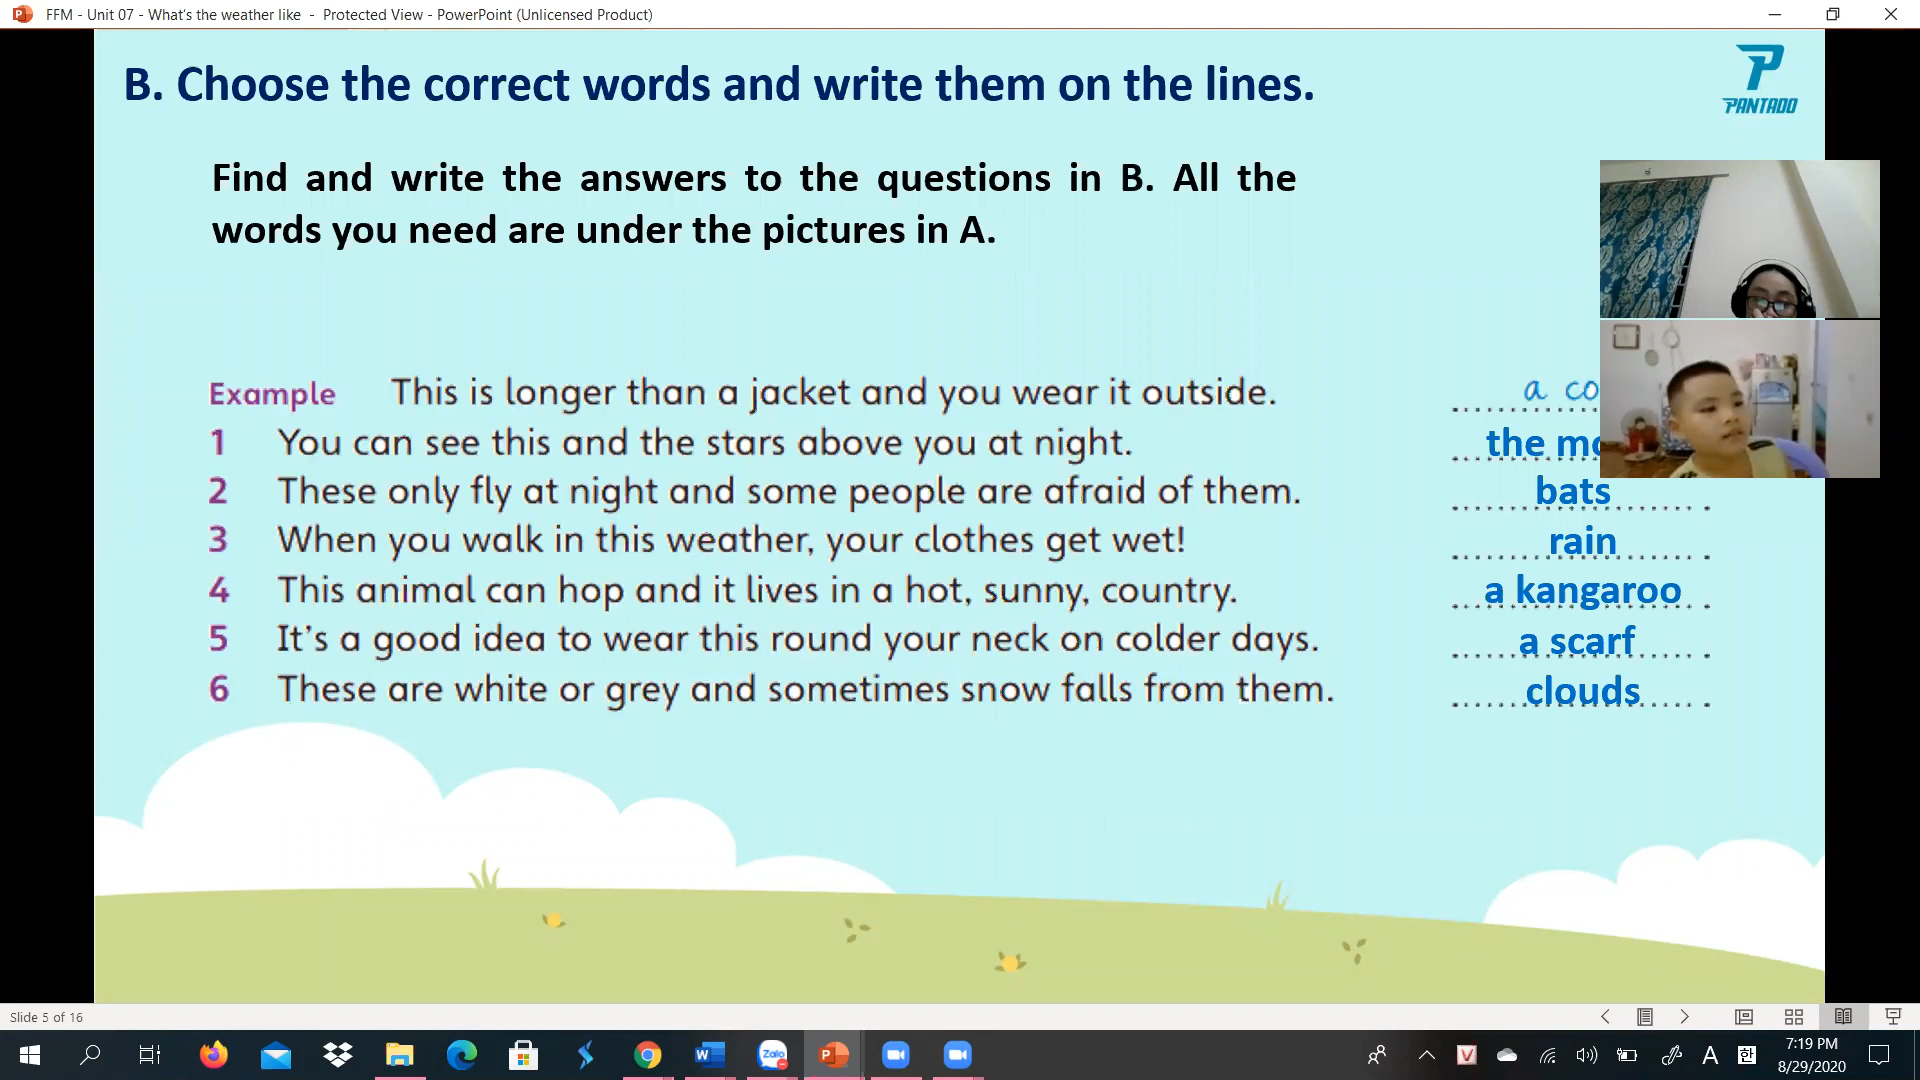 FFM - Unit 07 - What's the weather like - Protected View - PowerPoint (Unlicensed Product)
B. Choose the correct words and write them on the lines.
PANTADO
Find and write the answers to the questions in B. All the
words you need are under the pictures in A.
Example This is longer than a jacket and you wear it outside. a
1 You can see this and the stars above you at night. the
2 These only fly at night and some people are afraid of them. bats
3 When you walk in this weather, your clothes get wet! rain
4 This animal can hop and it lives in a hot, sunny, country. a kangaroo
5 It's a good idea to wear this round your neck on colder days. a scarf
6 These are white or grey and sometimes snow falls from them. clouds
Slide 5 of 16
Zalo
A
한
7:19 PM
8/29/2020